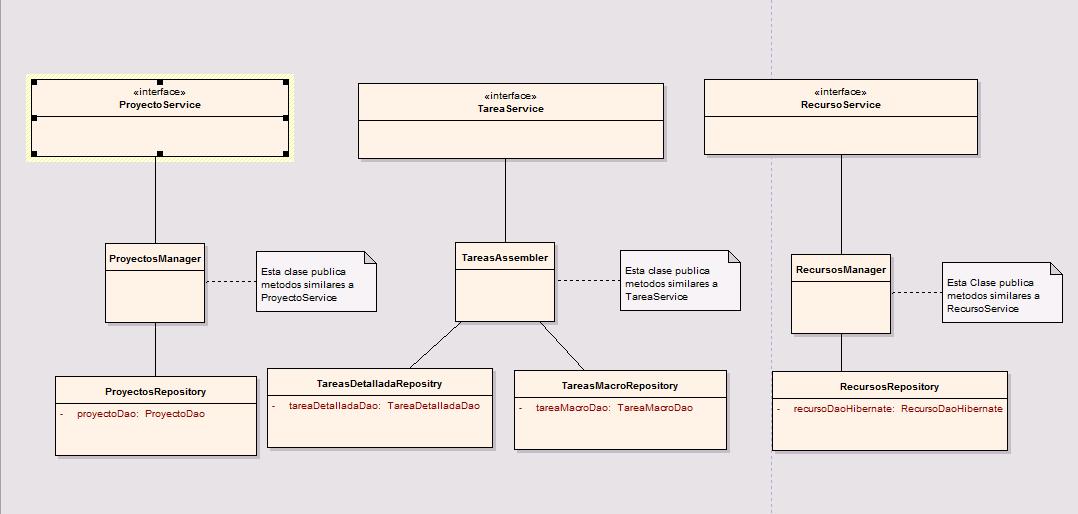 «interface»
ProyectoService
«interface»
TareaService
«interface»
RecursoService
ProyectosManager
Esta clase publica
metodos similares a
ProyectoService
TareasAssembler
Esta clase publica
metodos similares a
TareaService
RecursosManager
Esta Clase publica
metodos similares a
RecursoService
ProyectosRepository
- proyectoDao: ProyectoDao
TareasDetalladaRepositry
- tareaDetalladaDao: TareaDetalladaDao
TareasMacroRepository
- tareaMacroDao: TareaMacroDao
RecursosRepository
- recursoDaoHibernate: RecursoDaoHibernate